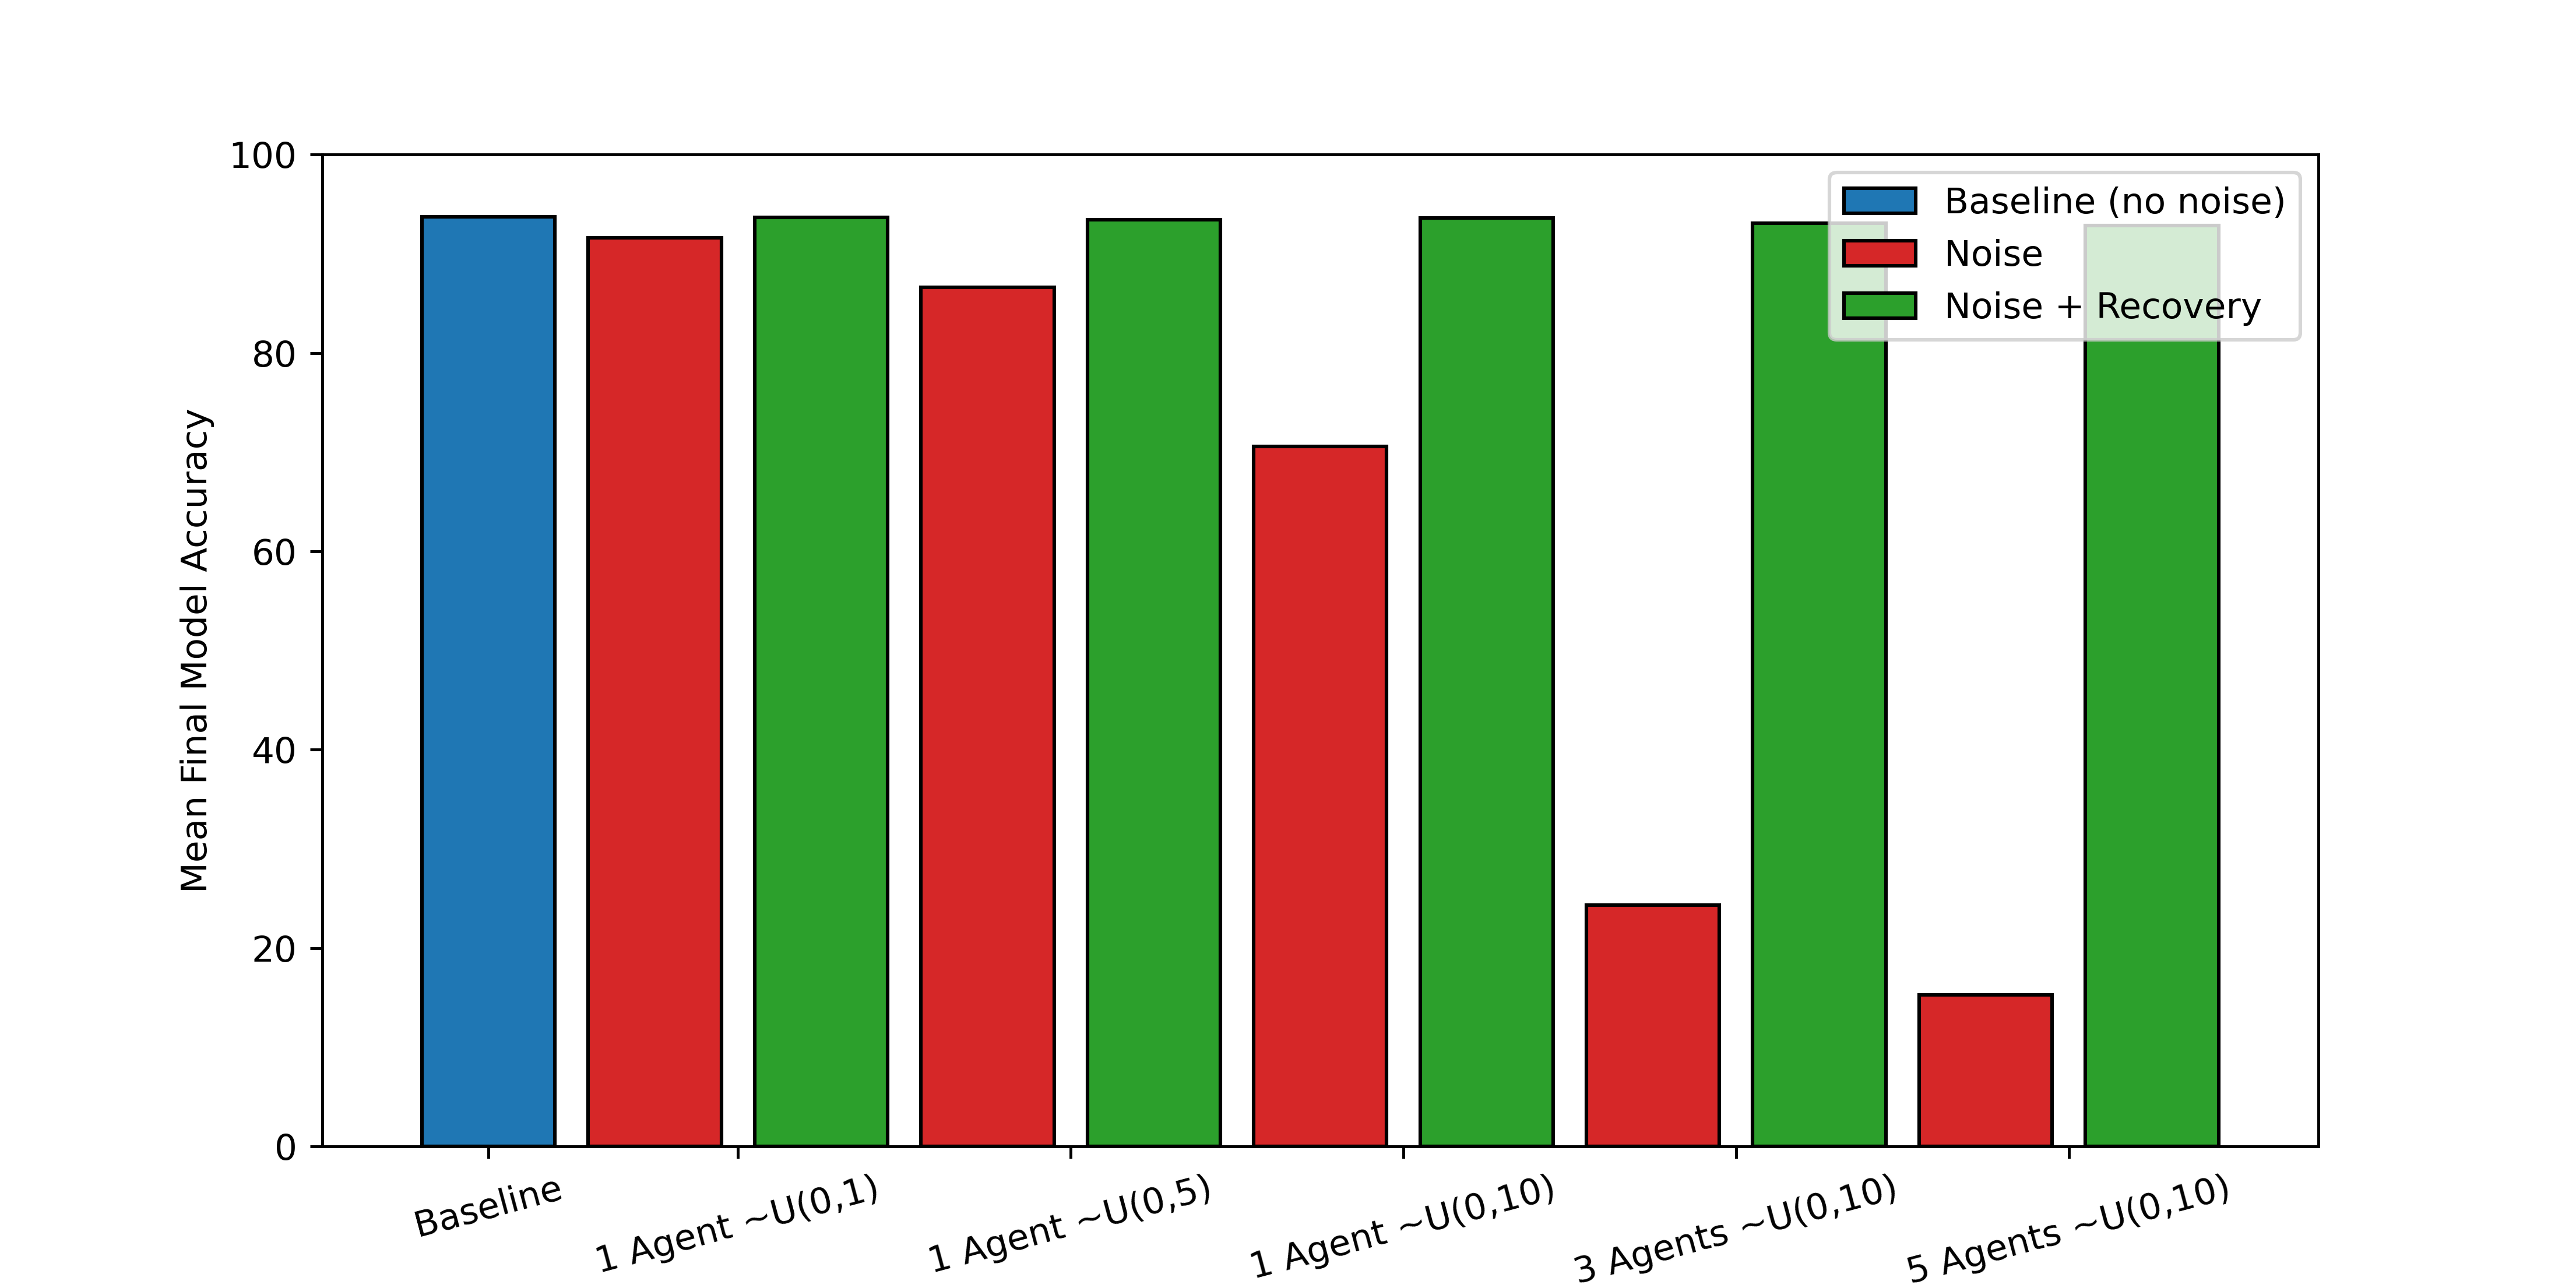 Baseline (no noise)
Noise
Noise + Recovery
Mean Final Model Accuracy
100
80
60
40
20
0
Baseline
1 Agent ~U(0,1)
1 Agent ~U(0,5)
1 Agent ~U(0,10)
3 Agents ~U(0,10)
5 Agents ~U(0,10)